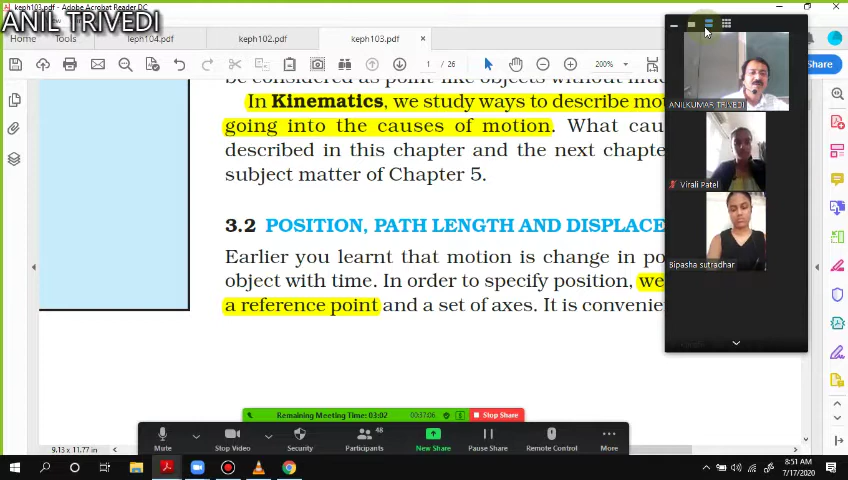 keph103.pdf - Adobe Acrobat Reader DC
ANIL TRIVEDI
Home Tools keph104.pdf keph102.pdf keph103.pdf ×
1 / 26 200% Share
be considered as point-like objects without muc
In Kinematics, we study ways to describe mo
going into the causes of motion. What cau
described in this chapter and the next chapte
subject matter of Chapter 5.
3.2 POSITION, PATH LENGTH AND DISPLACE
Earlier you learnt that motion is change in po
object with time. In order to specify position, we
a reference point and a set of axes. It is convenie
ANILKUMAR TRIVEDI
Virali Patel
Bipasha sutradhar
Remaining Meeting Time: 03:02 00:37:06 Stop Share
48
Mute Stop Video Security Participants New Share Pause Share Remote Control More
9.13 x 11.77 in
8:51 AM
7/17/2020